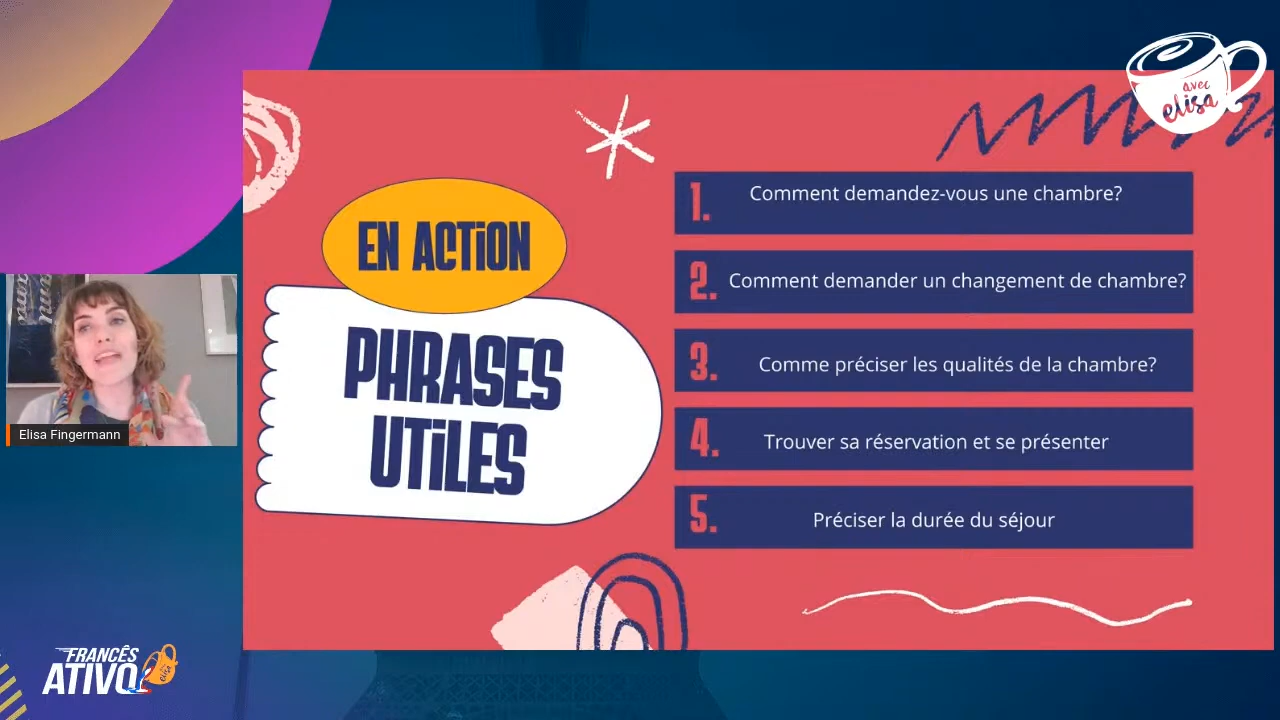 avec
elisa
EN ACTION
PHRASES
UTILES
1. Comment demandez-vous une chambre?
2. Comment demander un changement de chambre?
3. Comme préciser les qualités de la chambre?
4. Trouver sa réservation et se présenter
5. Préciser la durée du séjour
Elisa Fingermann
FRANCÊS
ATIVO
elisa